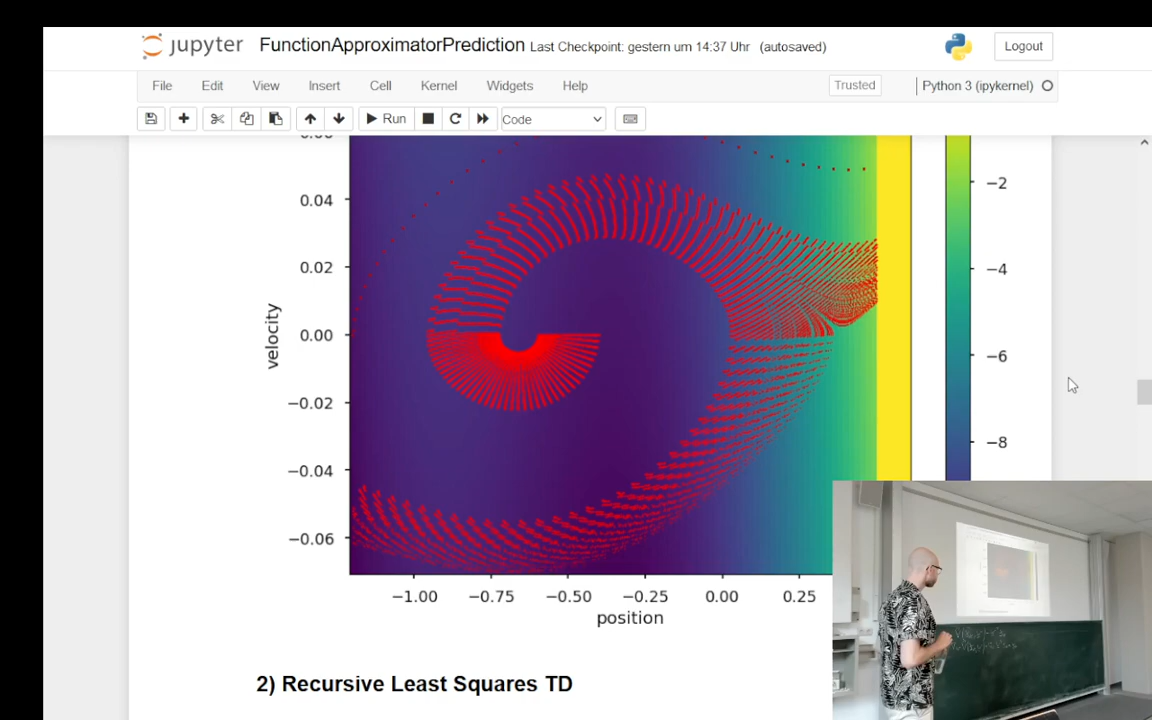 jupyter FunctionApproximatorPrediction Last Checkpoint: gestern um 14:37 Uhr (autosaved) Logout
File Edit View Insert Cell Kernel Widgets Help Trusted Python 3 (ipykernel)
Run Code
0.04
0.02
0.00
−0.02
−0.04
−0.06
velocity
−1.00 −0.75 −0.50 −0.25 0.00 0.25
position
−2
−4
−6
−8
2) Recursive Least Squares TD